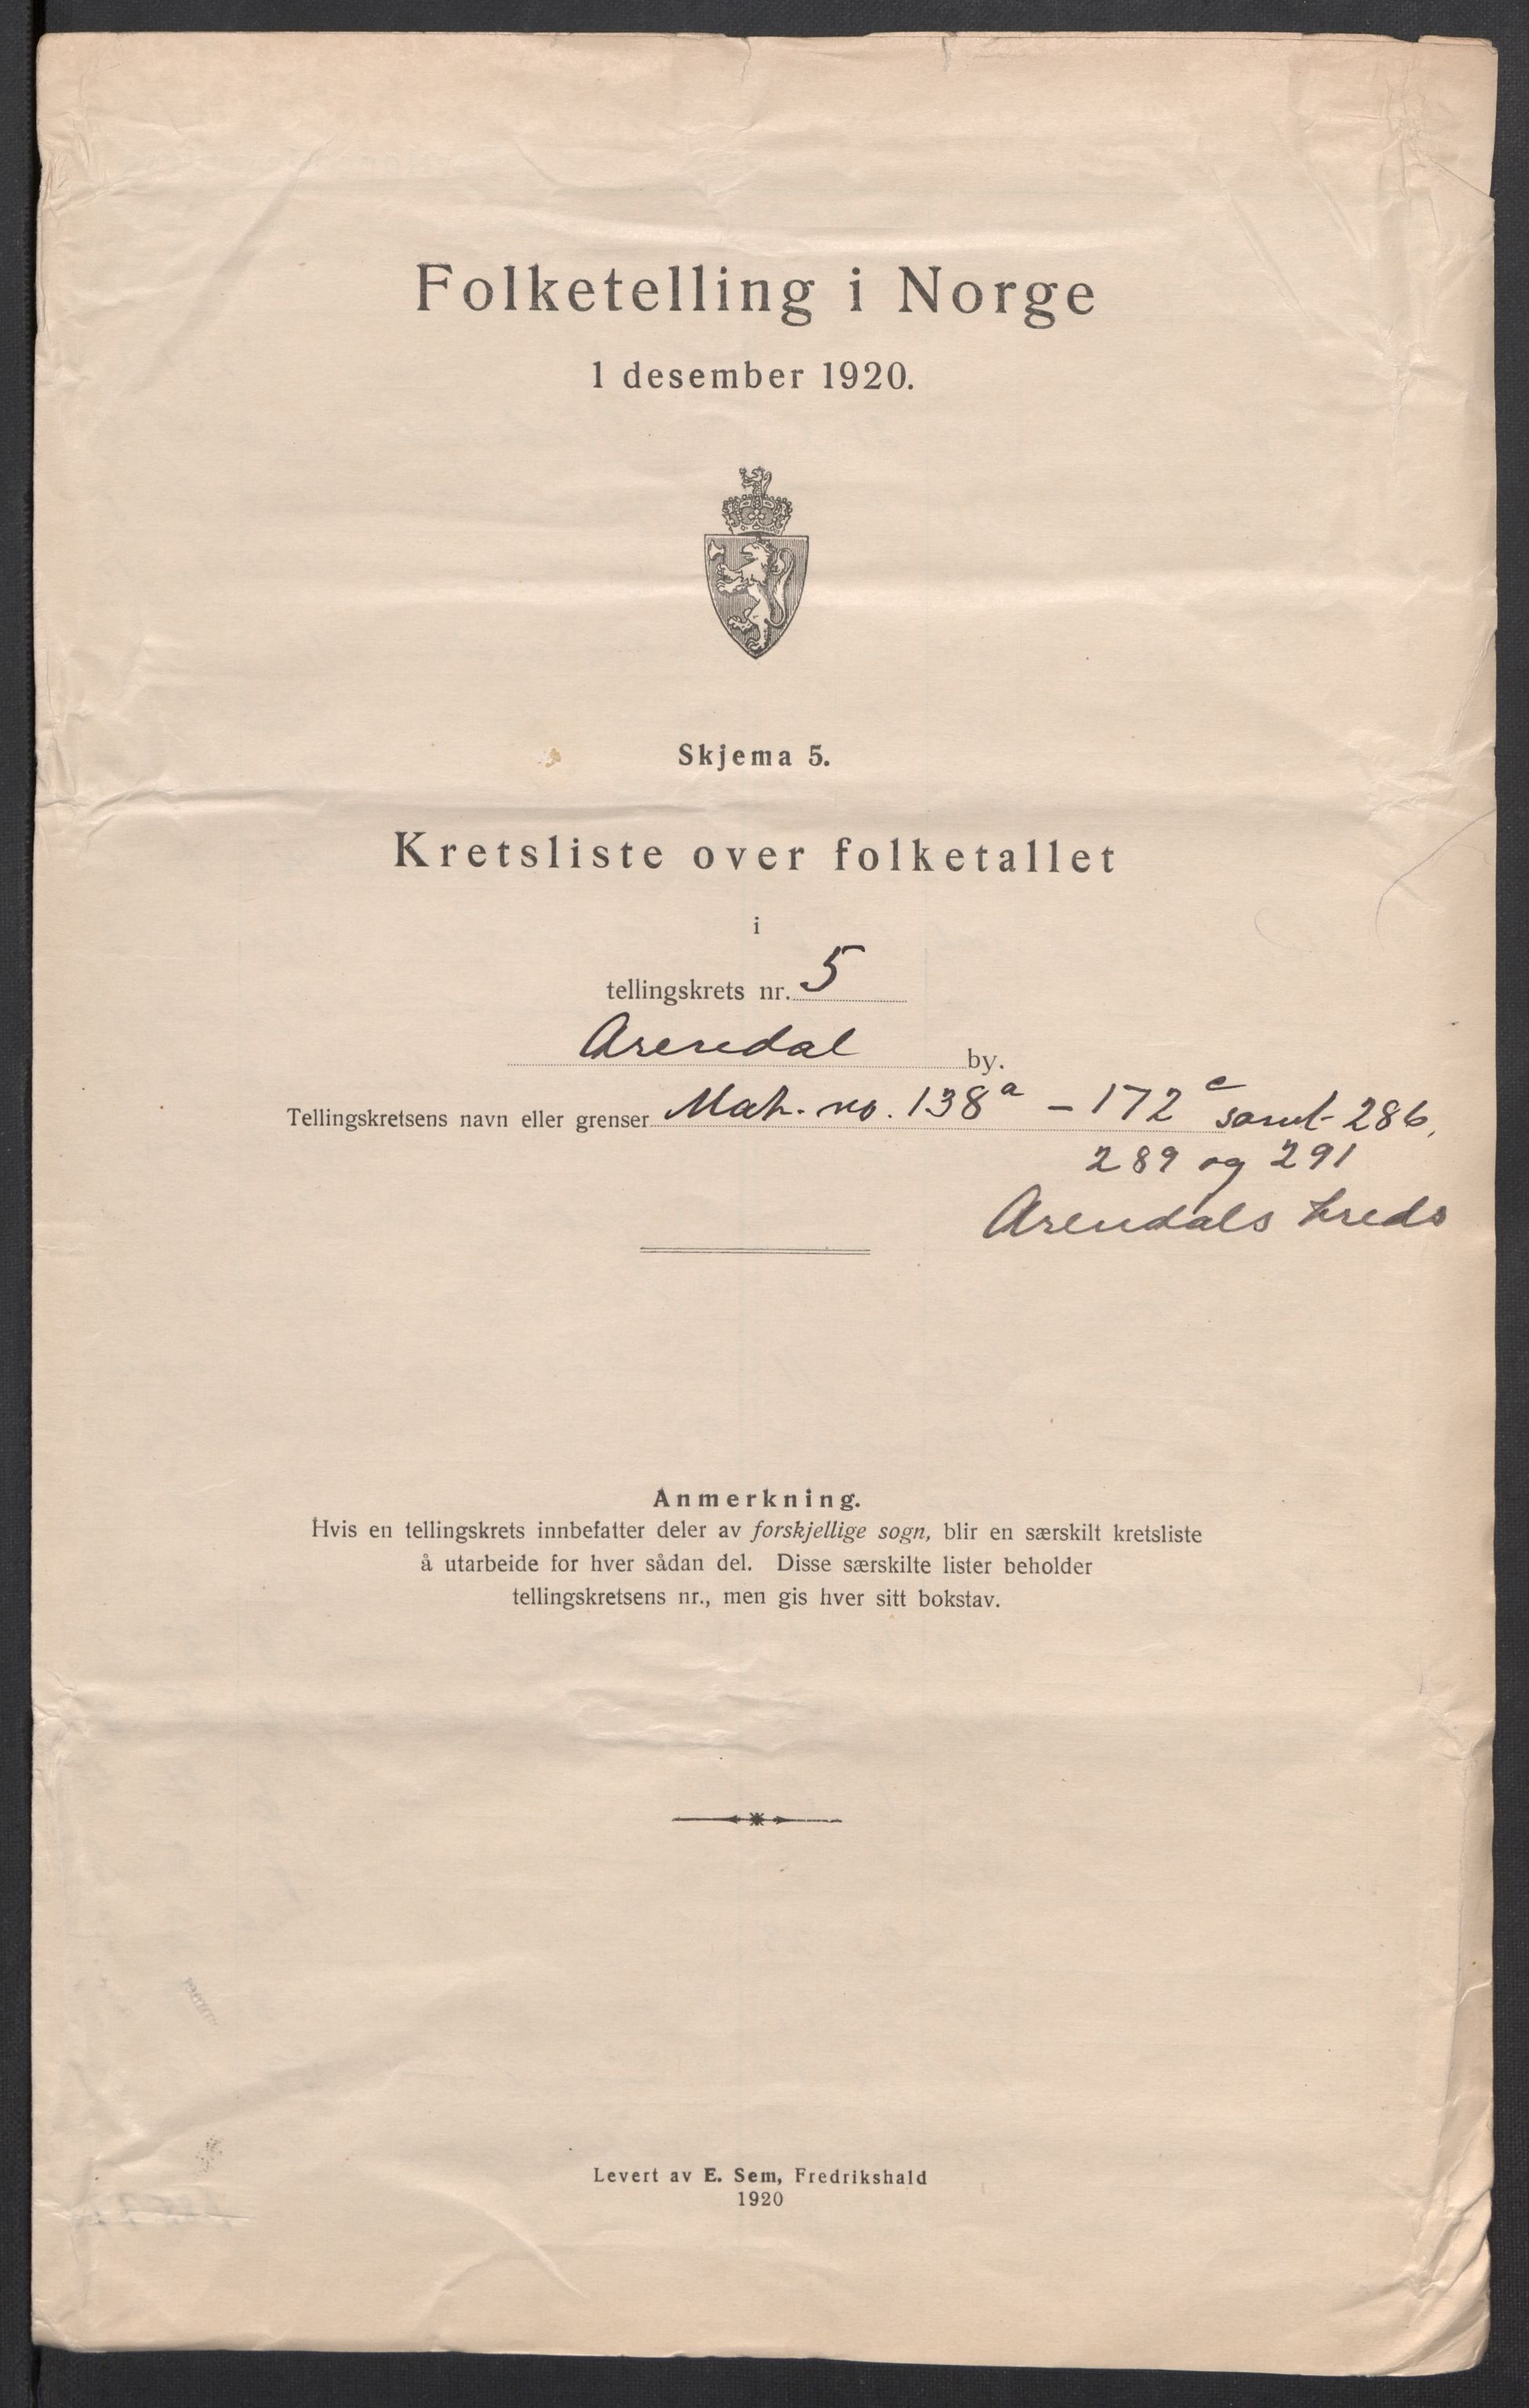 Folketelling i Norge
1 desember 1920.
Skjema 5.
Kretsliste over folketallet
i
tellingskrets nr. 5
Arendal by.
Tellingskretsens navn eller grenser Mat. no. 138a – 172c samt 286,
289 og 291
Arendals kreds
Anmerkning.
Hvis en tellingskrets innbefatter deler av forskjellige sogn, blir en særskilt kretsliste
å utarbeide for hver sådan del. Disse særskilte lister beholder
tellingskretsens nr., men gis hver sitt bokstav.
Levert av E. Sem, Fredrikshald
1920